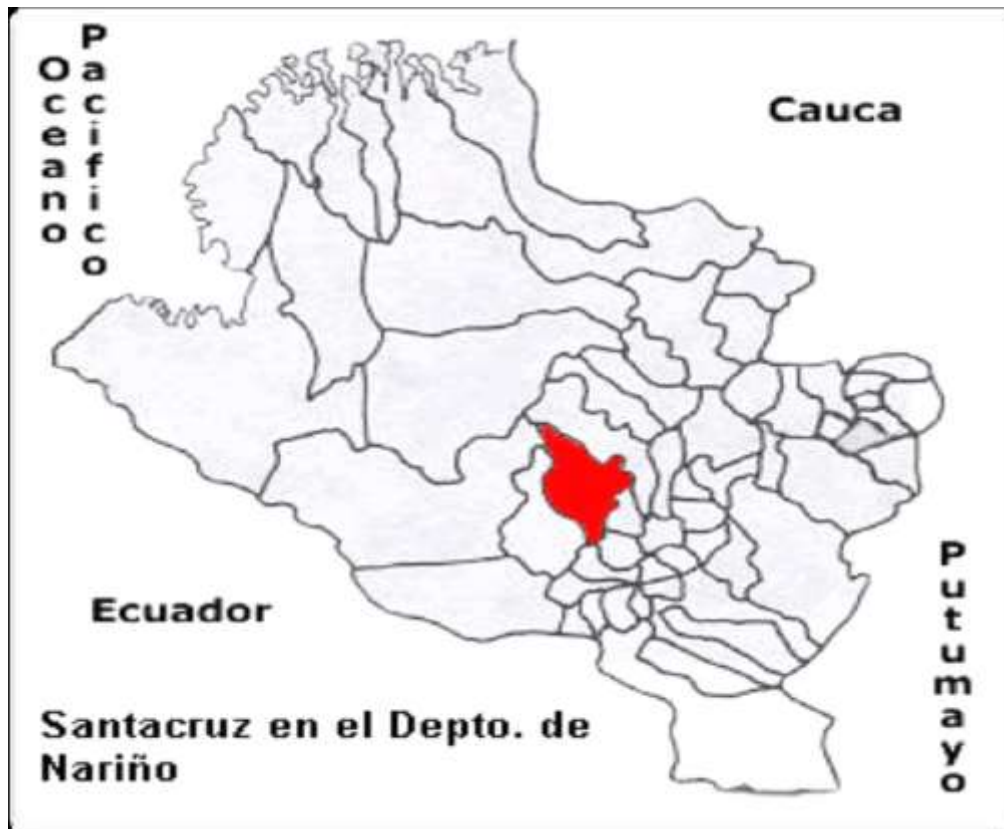 Oceano
Pacifico
Cauca
Ecuador
Putumayo
Santacruz en el Depto. de
Nariño